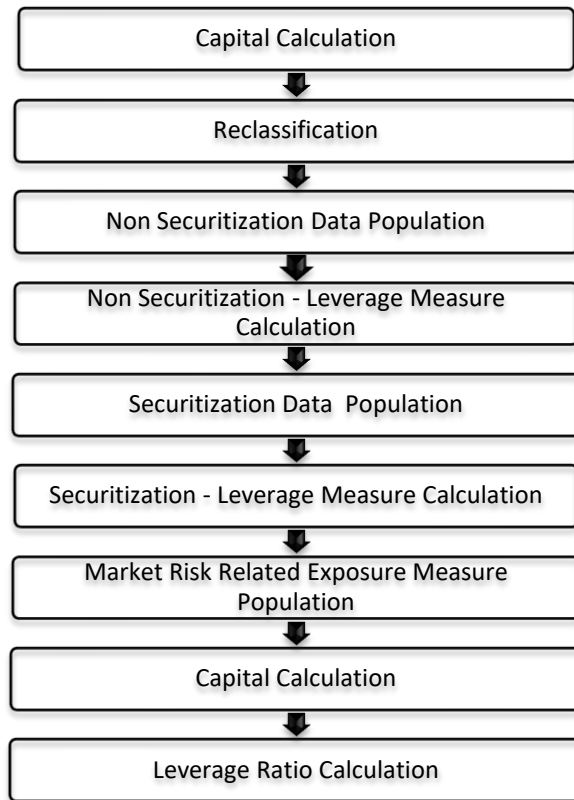 Capital Calculation
Reclassification
Non Securitization Data Population
Non Securitization - Leverage Measure
Calculation
Securitization Data  Population
Securitization - Leverage Measure Calculation
Market Risk Related Exposure Measure
Population
Capital Calculation
Leverage Ratio Calculation